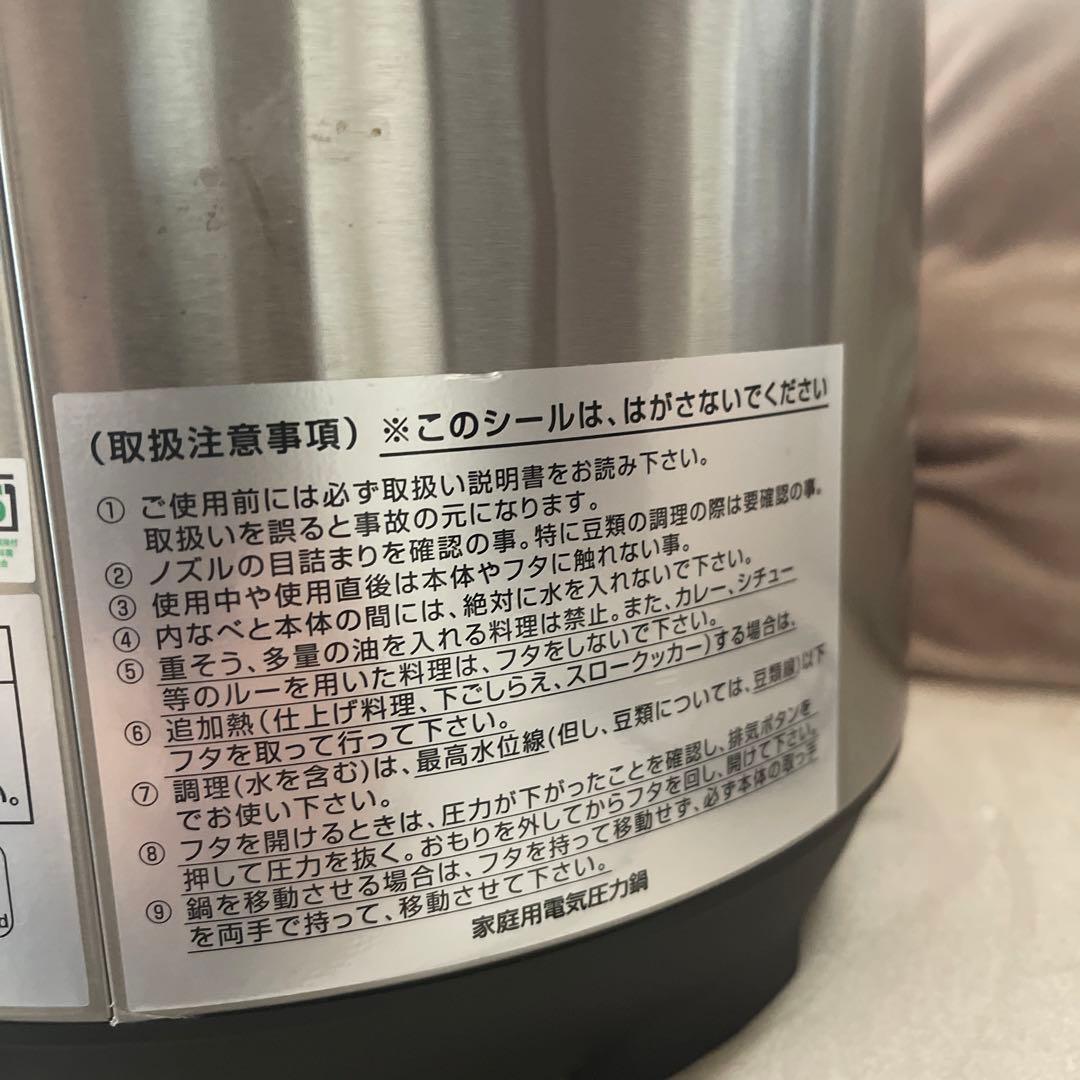 (取扱注意事項) ※このシールは、はがさないでください
① ご使用前には必ず取扱い説明書をお読み下さい。
取扱いを誤ると事故の元になります。
② ノズルの目詰まりを確認の事。特に豆類の調理の際は要確認の事。
③ 使用中や使用直後は本体やフタに触れない事。
④ 内なべと本体の間には、絶対に水を入れないで下さい。
⑤ 重そう、多量の油を入れる料理は禁止。また、カレー、シチュー
等のルーを用いた料理は、フタをしないで下さい。
⑥ 追加熱(仕上げ料理、下ごしらえ、スロークッカー)する場合は、
フタを取って行って下さい。
⑦ 調理(水を含む)は、最高水位線(但し、豆類については、豆類線)以下
でお使い下さい。
⑧ フタを開けるときは、圧力が下がったことを確認し、排気ボタンを
押して圧力を抜く。おもりを外してからフタを回し、開けて下さい。
⑨ 鍋を移動させる場合は、フタを持って移動せず、必ず本体の取っ手
を両手で持って、移動させて下さい。
家庭用電気圧力鍋